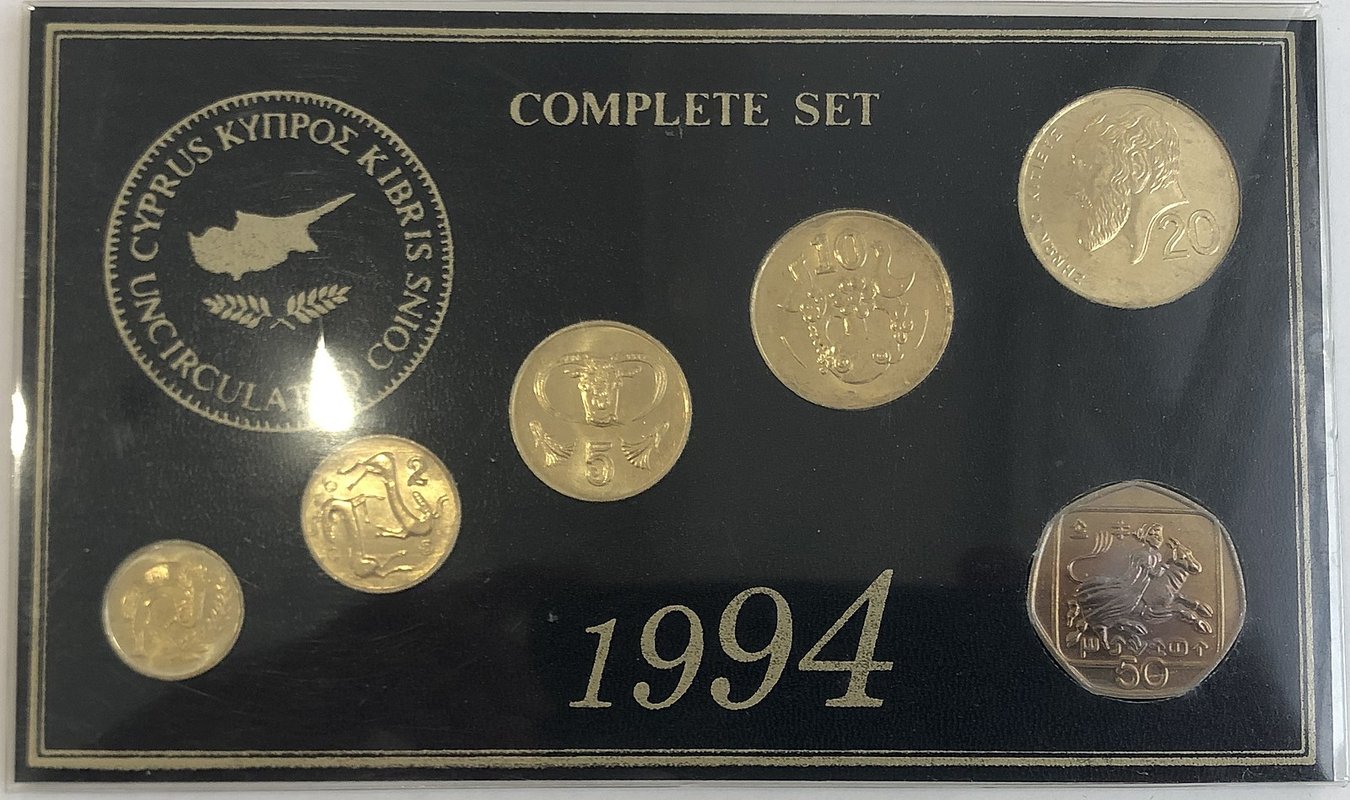 COMPLETE SET
CYPRUS ΚΥΠΡΟΣ KIBRIS
UNCIRCULATED COINS
20
10
5
2
50
1994